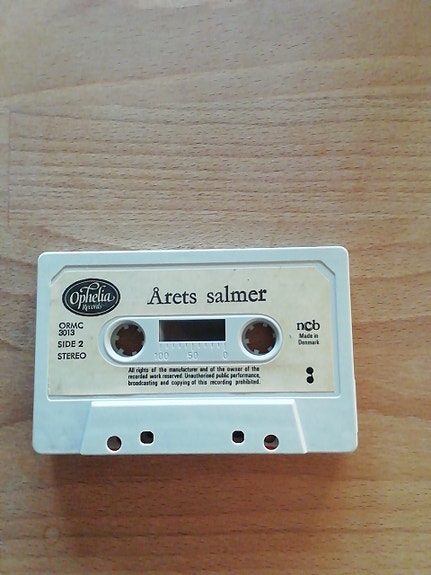 Ophelia
Records
Årets salmer
ORMC
3013
SIDE 2
STEREO
ncb
Made in
Denmark
100 50 0
All rights of the manufacturer and of the owner of the
recorded work reserved. Unauthorised public performance,
broadcasting and copying of this recording prohibited.